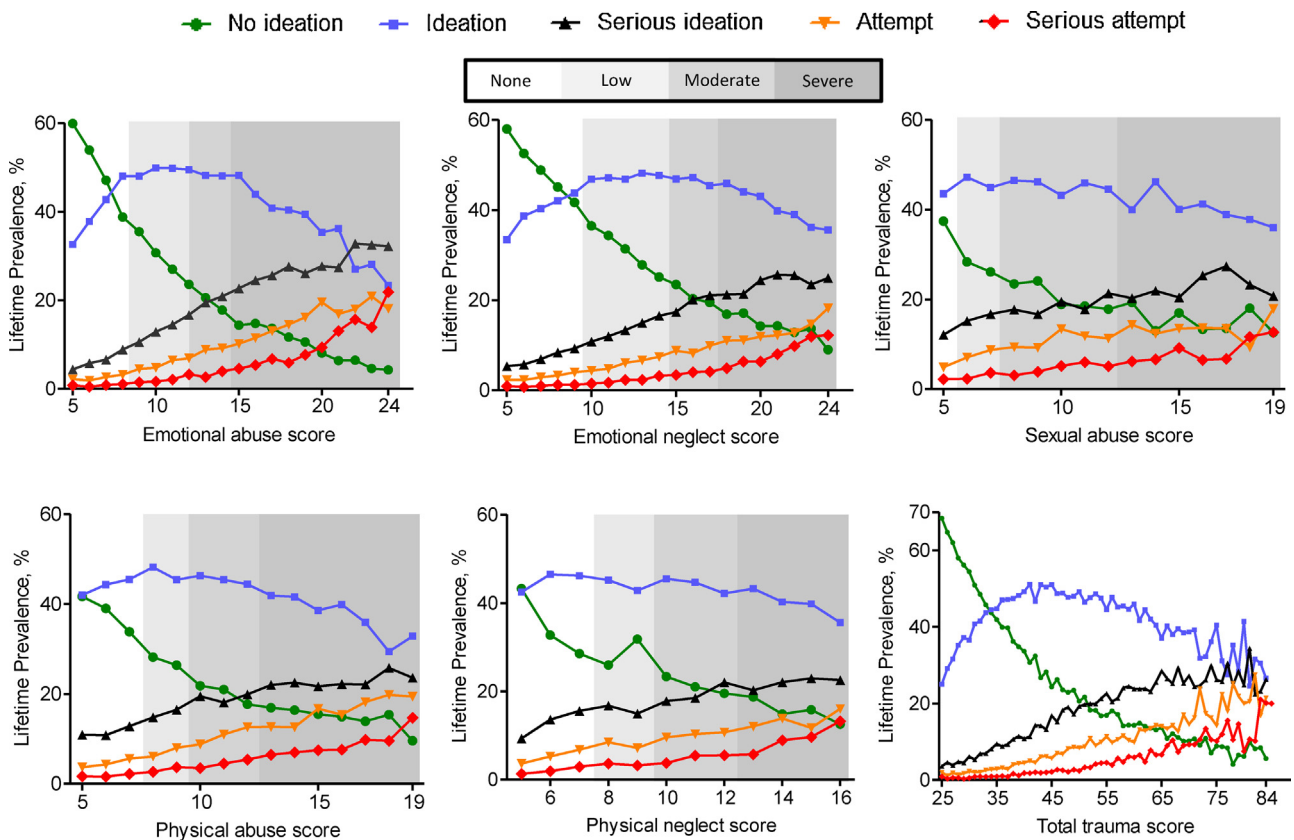 No ideation Ideation Serious ideation Attempt Serious attempt
None Low Moderate Severe
Lifetime Prevalence, %
60
40
20
0
5 10 15 20 24
Emotional abuse score
Lifetime Prevalence, %
60
40
20
0
5 10 15 20 24
Emotional neglect score
Lifetime Prevalence, %
60
40
20
0
5 10 15 19
Sexual abuse score
Lifetime Prevalence, %
60
40
20
0
5 10 15 19
Physical abuse score
Lifetime Prevalence, %
60
40
20
0
6 8 10 12 14 16
Physical neglect score
Lifetime Prevalence, %
70
60
50
40
30
20
10
0
25 35 45 55 65 75 84
Total trauma score